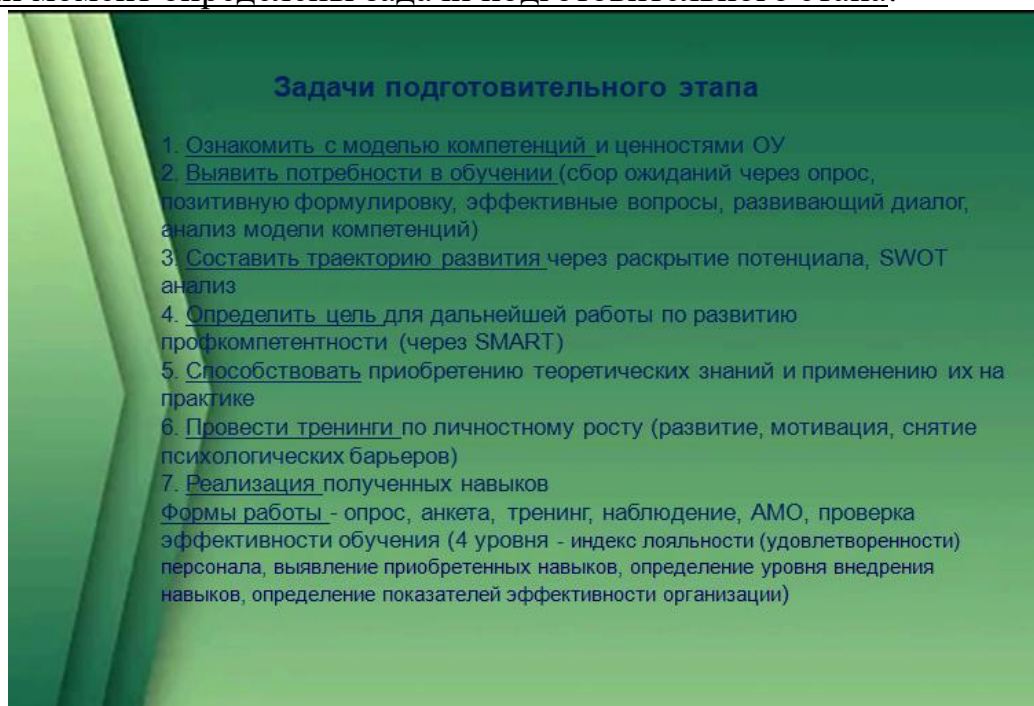 момент определены задачи подготовительного этапа.
Задачи подготовительного этапа
1. Ознакомить с моделью компетенций и ценностями ОУ
2. Выявить потребности в обучении (сбор ожиданий через опрос,
позитивную формулировку, эффективные вопросы, развивающий диалог,
анализ модели компетенций)
3. Составить траекторию развития через раскрытие потенциала, SWOT
анализ
4. Определить цель для дальнейшей работы по развитию
профкомпетентности (через SMART)
5. Способствовать приобретению теоретических знаний и применению их на
практике
6. Провести тренинги по личностному росту (развитие, мотивация, снятие
психологических барьеров)
7. Реализация полученных навыков
Формы работы - опрос, анкета, тренинг, наблюдение, АМО, проверка
эффективности обучения (4 уровня - индекс лояльности (удовлетворенности)
персонала, выявление приобретенных навыков, определение уровня внедрения
навыков, определение показателей эффективности организации)